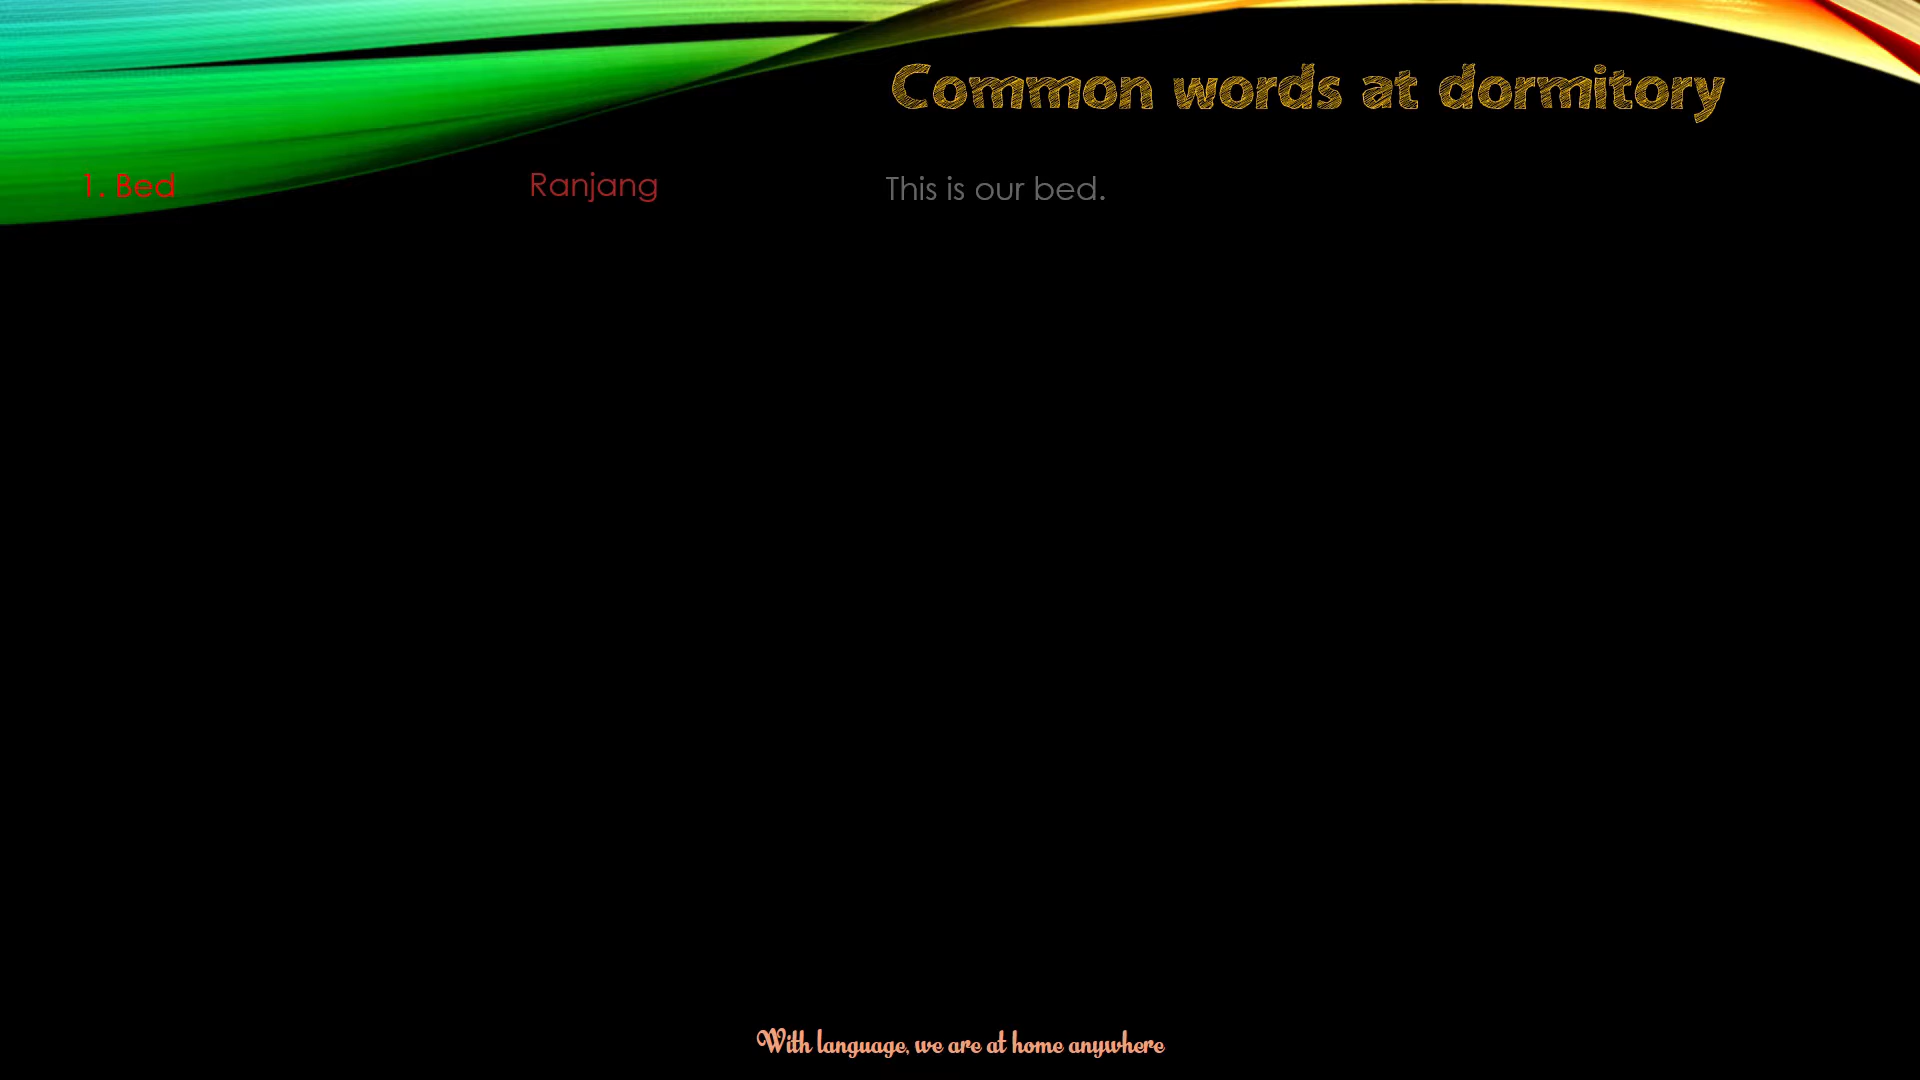 Common words at dormitory
1. Bed Ranjang This is our bed.
With language, we are at home anywhere